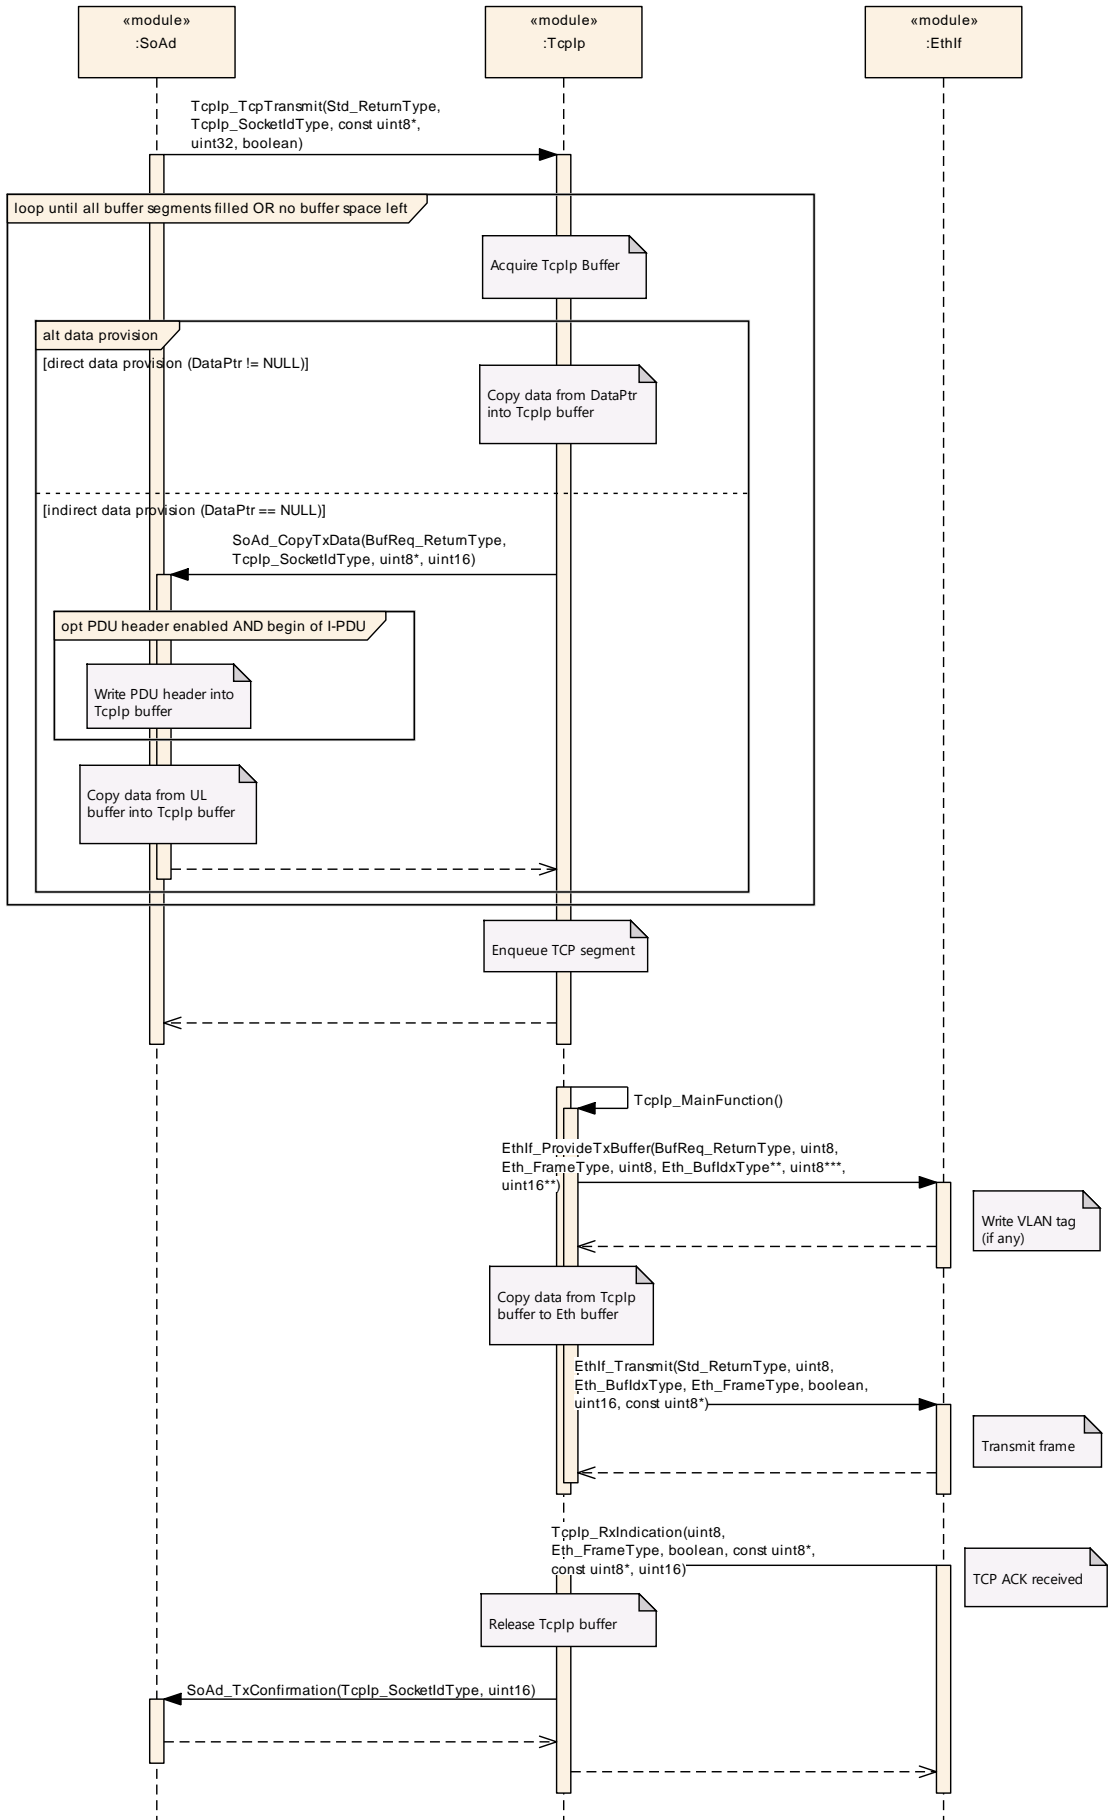 «module»
:SoAd
«module»
:TcpIp
«module»
:EthIf
TcpIp_TcpTransmit(Std_ReturnType,
TcpIp_SocketIdType, const uint8*,
uint32, boolean)
loop until all buffer segments filled OR no buffer space left
Acquire TcpIp Buffer
alt data provision
[direct data provision (DataPtr != NULL)]
Copy data from DataPtr
into TcpIp buffer
[indirect data provision (DataPtr == NULL)]
SoAd_CopyTxData(BufReq_ReturnType,
TcpIp_SocketIdType, uint8*, uint16)
opt PDU header enabled AND begin of I-PDU
Write PDU header into
TcpIp buffer
Copy data from UL
buffer into TcpIp buffer
Enqueue TCP segment
TcpIp_MainFunction()
EthIf_ProvideTxBuffer(BufReq_ReturnType, uint8,
Eth_FrameType, uint8, Eth_BufIdxType**, uint8***,
uint16**)
Write VLAN tag
(if any)
Copy data from TcpIp
buffer to Eth buffer
EthIf_Transmit(Std_ReturnType, uint8,
Eth_BufIdxType, Eth_FrameType, boolean,
uint16, const uint8*)
Transmit frame
TcpIp_RxIndication(uint8,
Eth_FrameType, boolean, const uint8*,
const uint8*, uint16)
TCP ACK received
Release TcpIp buffer
SoAd_TxConfirmation(TcpIp_SocketIdType, uint16)